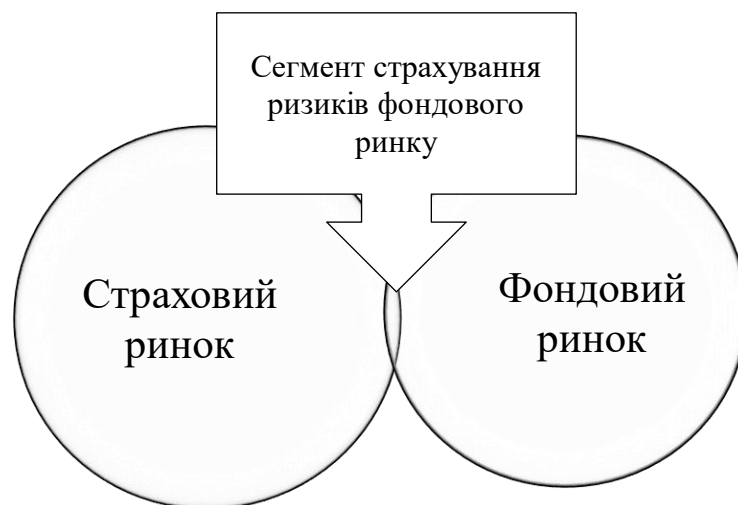 Сегмент страхування
ризиків фондового
ринку
Страховий
ринок
Фондовий
ринок